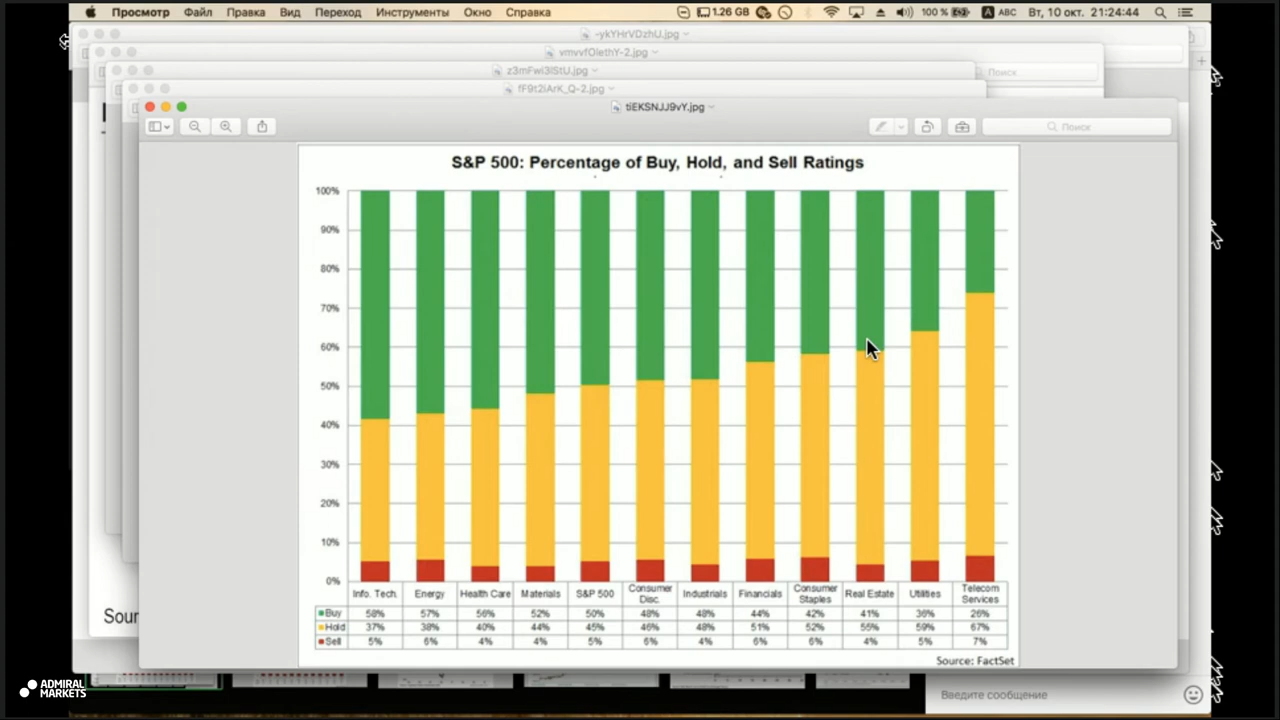 Просмотр Файл Правка Вид Переход Инструменты Окно Справка 1.26 GB 100 % ABC Вт, 10 окт. 21:24:44
-ykYHrVDzhU.jpg
vmvvfOlethY-2.jpg
z3mFwi3lStU.jpg
Поиск
fF9t2iArK_Q-2.jpg
tiEKSNJJ9vY.jpg
Поиск
S&P 500: Percentage of Buy, Hold, and Sell Ratings
100%
90%
80%
70%
60%
50%
40%
30%
20%
10%
0%
Info. Tech. Energy Health Care Materials S&P 500 Consumer Disc. Industrials Financials Consumer Staples Real Estate Utilities Telecom Services
Buy 58% 57% 56% 52% 50% 48% 48% 44% 42% 41% 36% 26%
Hold 37% 38% 40% 44% 45% 46% 48% 51% 52% 55% 59% 67%
Sell 5% 6% 4% 4% 5% 6% 4% 6% 6% 4% 5% 7%
Source: FactSet
Sour
ADMIRAL
MARKETS
Введите сообщение